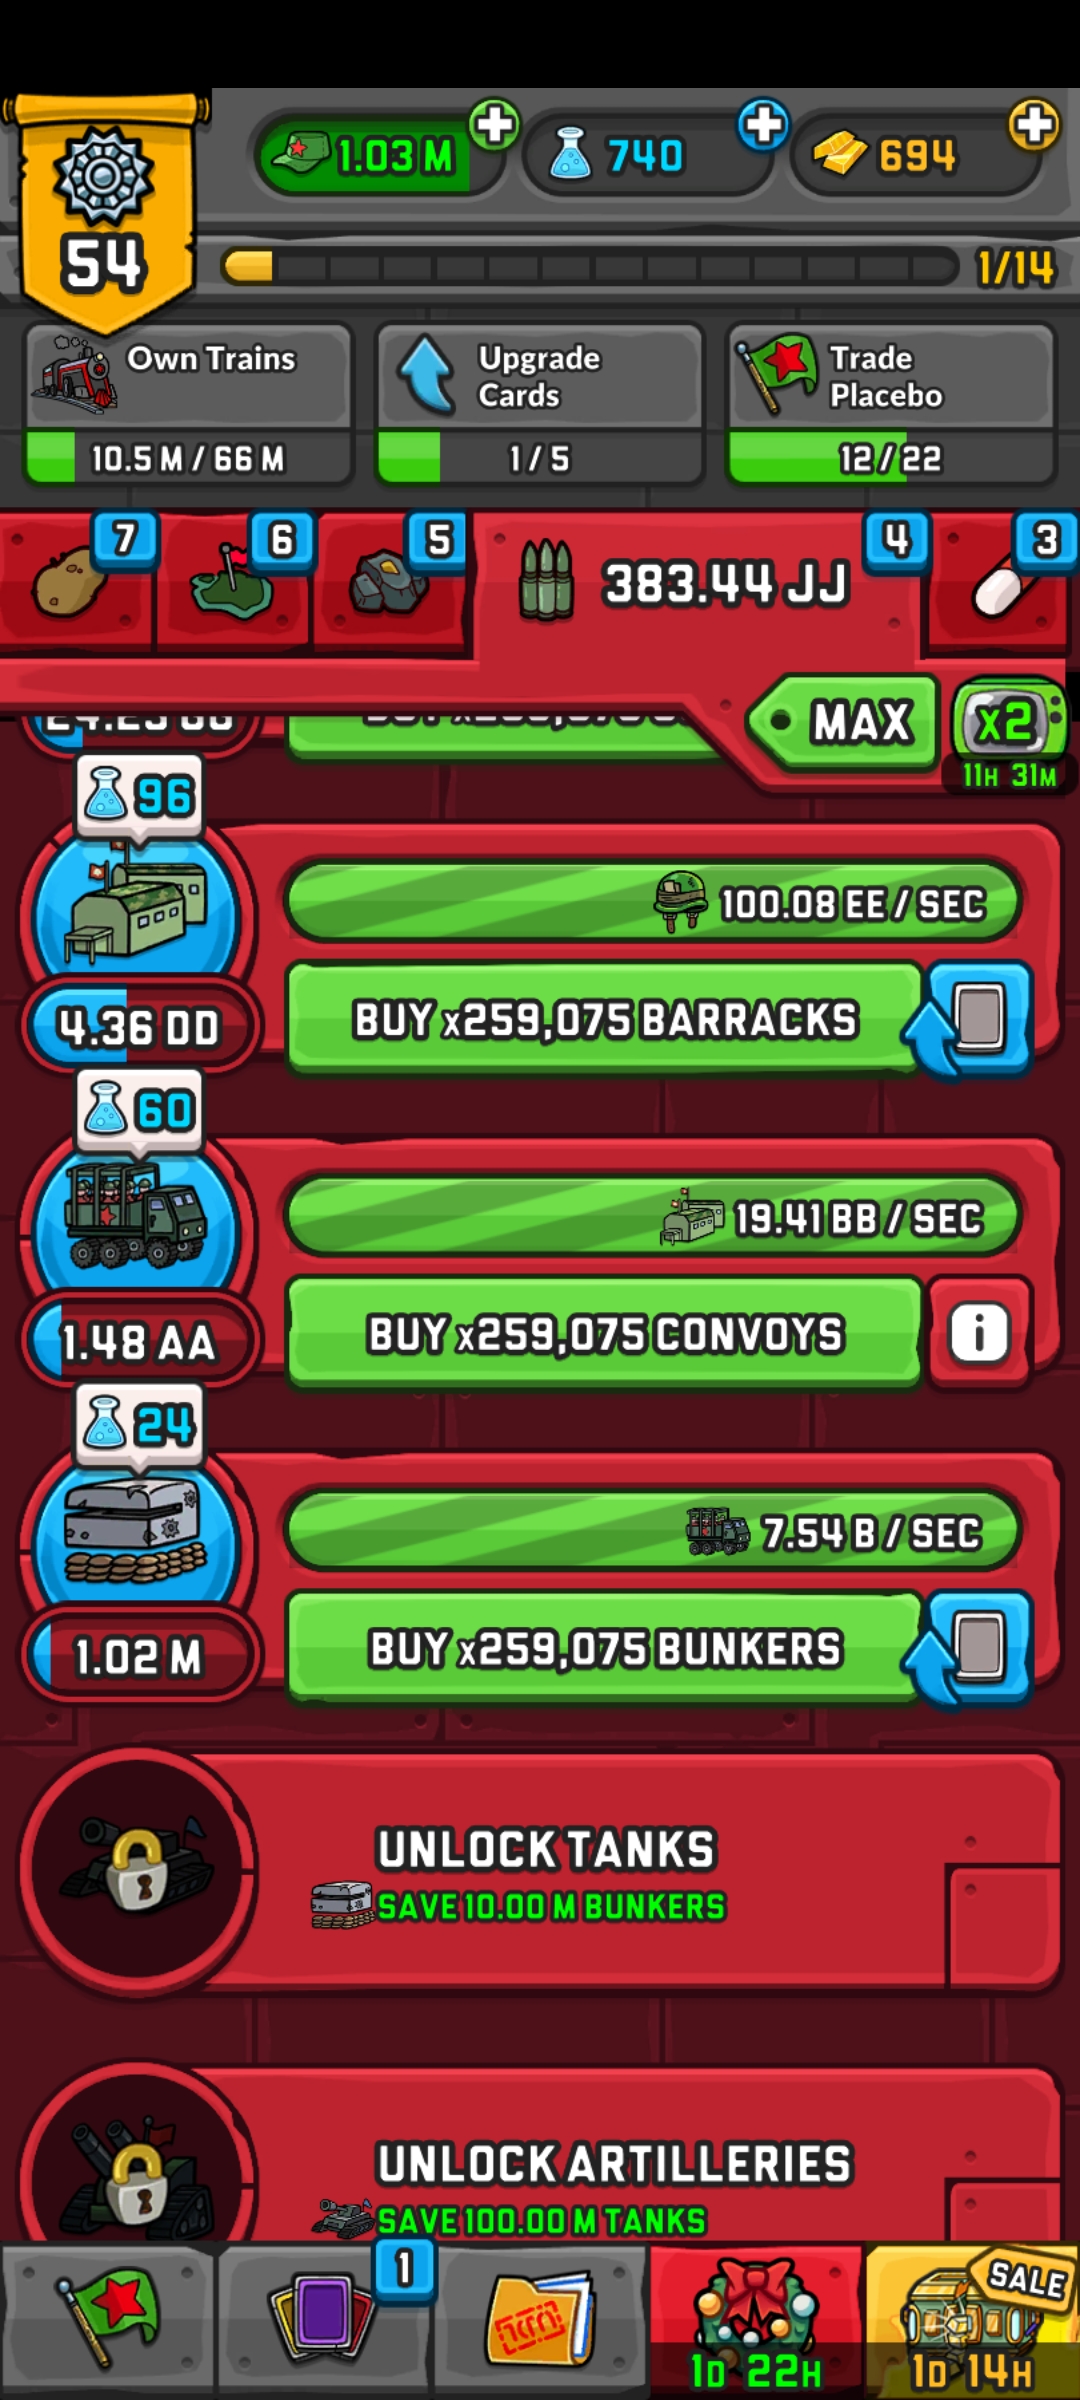 1.03 M
740
694
54
1/14
Own Trains
10.5 M / 66 M
Upgrade
Cards
1 / 5
Trade
Placebo
12 / 22
7
6
5
383.44 JJ
4
3
MAX
x2
11H 31M
96
100.08 EE / SEC
4.36 DD
BUY x259,075 BARRACKS
60
19.41 BB / SEC
1.48 AA
BUY x259,075 CONVOYS
i
24
7.54 B / SEC
1.02 M
BUY x259,075 BUNKERS
UNLOCK TANKS
SAVE 10.00 M BUNKERS
UNLOCK ARTILLERIES
SAVE 100.00 M TANKS
1
SALE
1D 22H
1D 14H